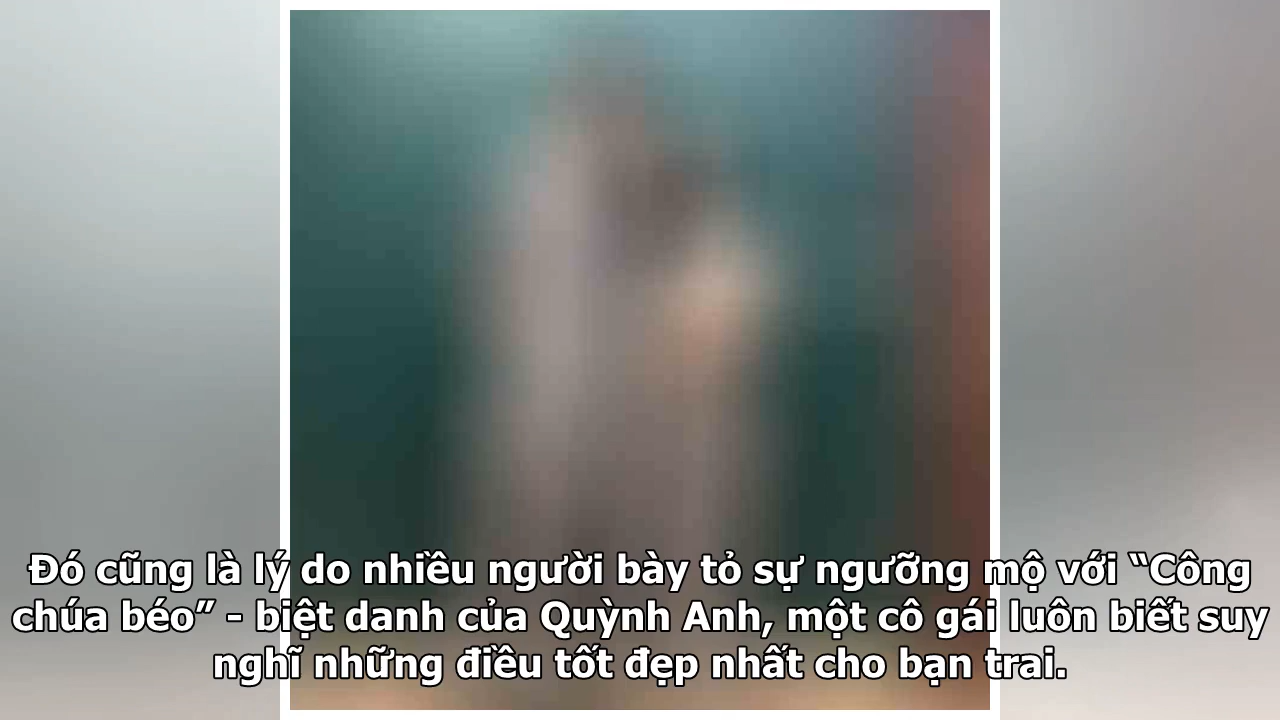 Đó cũng là lý do nhiều người bày tỏ sự ngưỡng mộ với “Công
chúa béo” - biệt danh của Quỳnh Anh, một cô gái luôn biết suy
nghĩ những điều tốt đẹp nhất cho bạn trai.